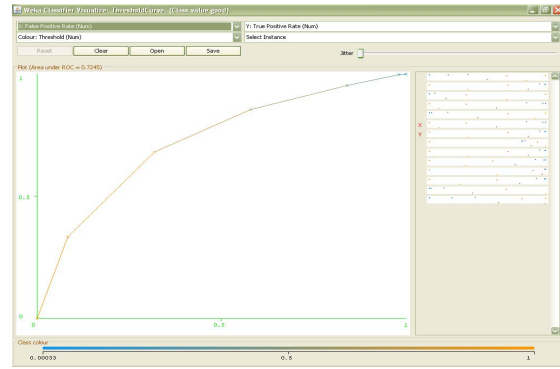 Weka Classifier Visualize: ThresholdCurve. (Class value good)
X: False Positive Rate (Num)
Y: True Positive Rate (Num)
Colour: Threshold (Num)
Select Instance
Reset
Clear
Open
Save
Jitter
Plot (Area under ROC = 0.7245)
1
0.5
0
0
0.5
1
X
Y
Class colour
0.00033
0.5
1